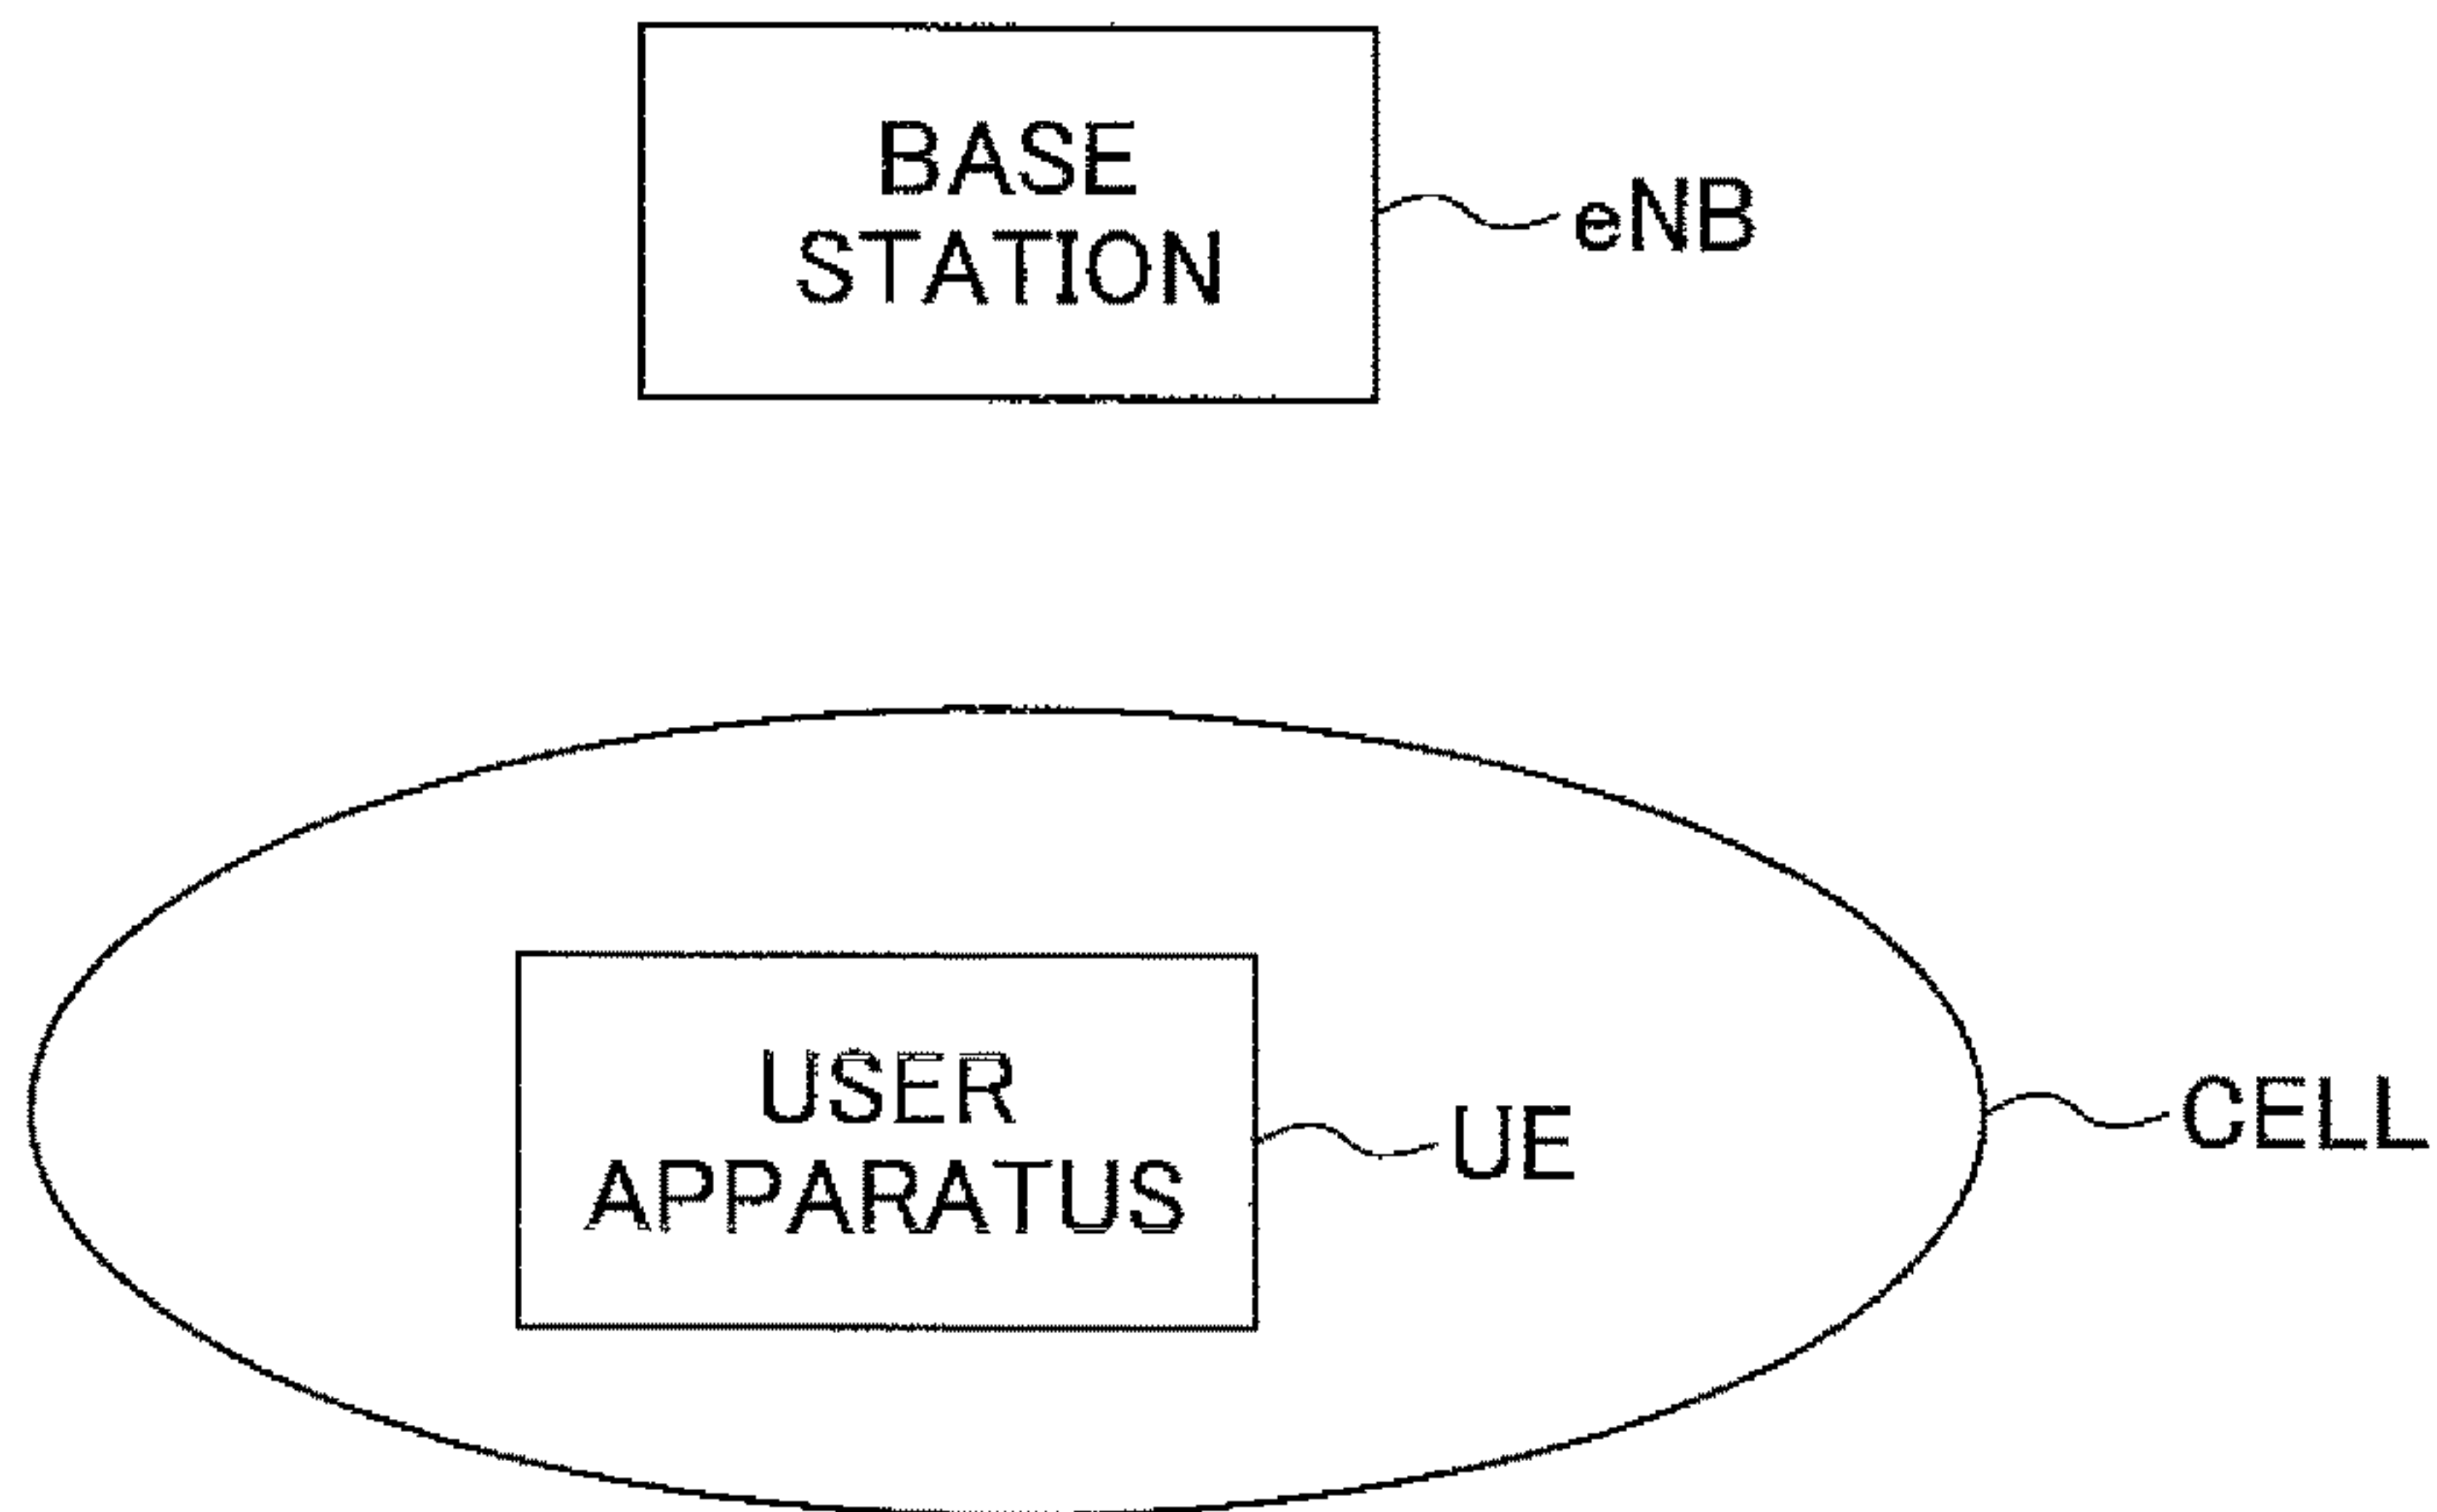 BASE
STATION
eNB
USER
APPARATUS
UE
CELL